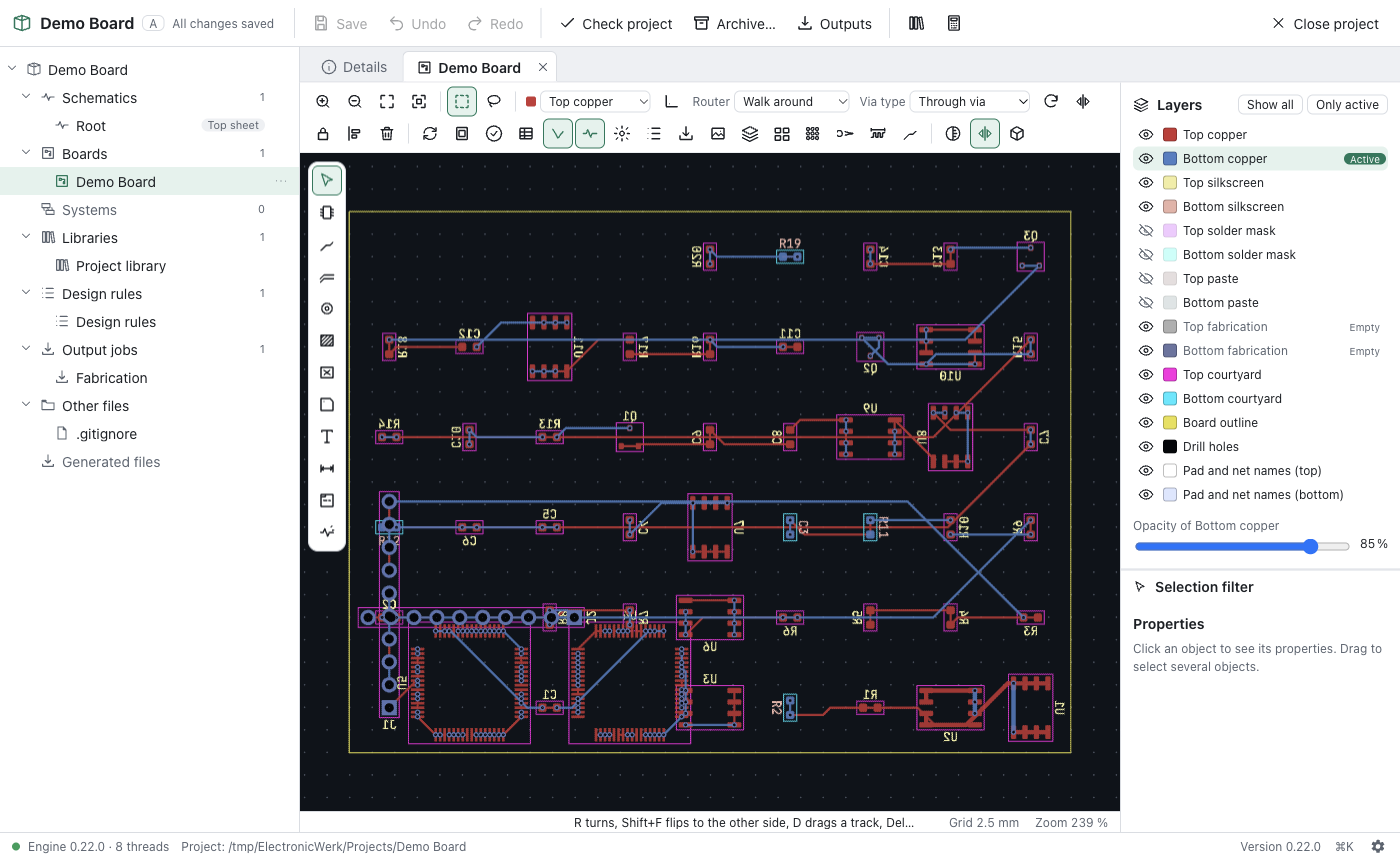 Demo Board A All changes saved Save Undo Redo Check project Archive... Outputs Close project
Demo Board
Schematics 1
Root Top sheet
Boards 1
Demo Board ...
Systems 0
Libraries 1
Project library
Design rules 1
Design rules
Output jobs 1
Fabrication
Other files
.gitignore
Generated files
Details Demo Board
Top copper Router Walk around Via type Through via
R20 R19 C14 C13 Q3
R18 C12 U11 R17 R16 C11 Q2 U10 R15
R14 C10 R13 Q1 C9 C8 U9 U8 C7
R12 C6 C5 C4 U7 C3 R11 R10 R9
R8 J2 R7 U6 R6 R5 R4 R3
J1 U5 C1 U3 R2 R1 U2 U1
R turns, Shift+F flips to the other side, D drags a track, Del... Grid 2.5 mm Zoom 239 %
Layers Show all Only active
Top copper
Bottom copper Active
Top silkscreen
Bottom silkscreen
Top solder mask
Bottom solder mask
Top paste
Bottom paste
Top fabrication Empty
Bottom fabrication Empty
Top courtyard
Bottom courtyard
Board outline
Drill holes
Pad and net names (top)
Pad and net names (bottom)
Opacity of Bottom copper
85 %
Selection filter
Properties
Click an object to see its properties. Drag to
select several objects.
Engine 0.22.0 · 8 threads Project: /tmp/ElectronicWerk/Projects/Demo Board Version 0.22.0 ⌘K